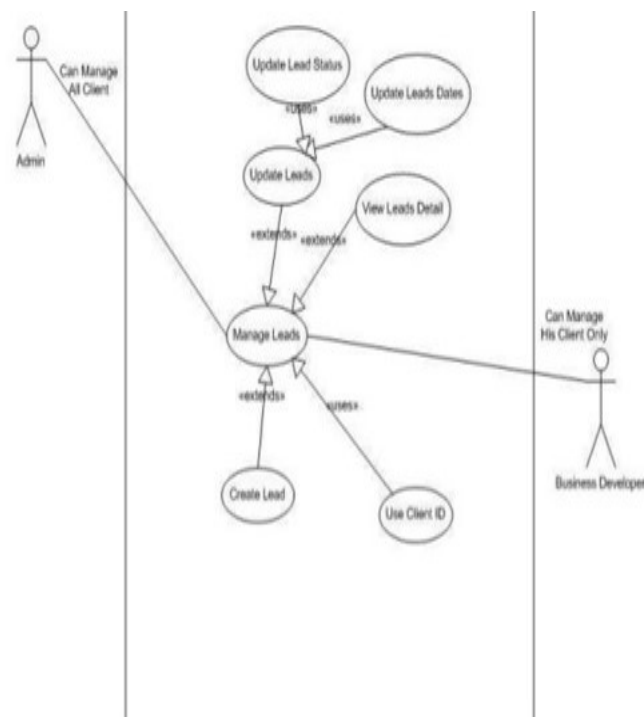 Can Manage
All Client
Admin
Update Lead Status
Update Leads Dates
«uses»
«uses»
Update Leads
View Leads Detail
«extends»
«extends»
Can Manage
His Client Only
Manage Leads
«extends»
«uses»
Business Developer
Create Lead
Use Client ID